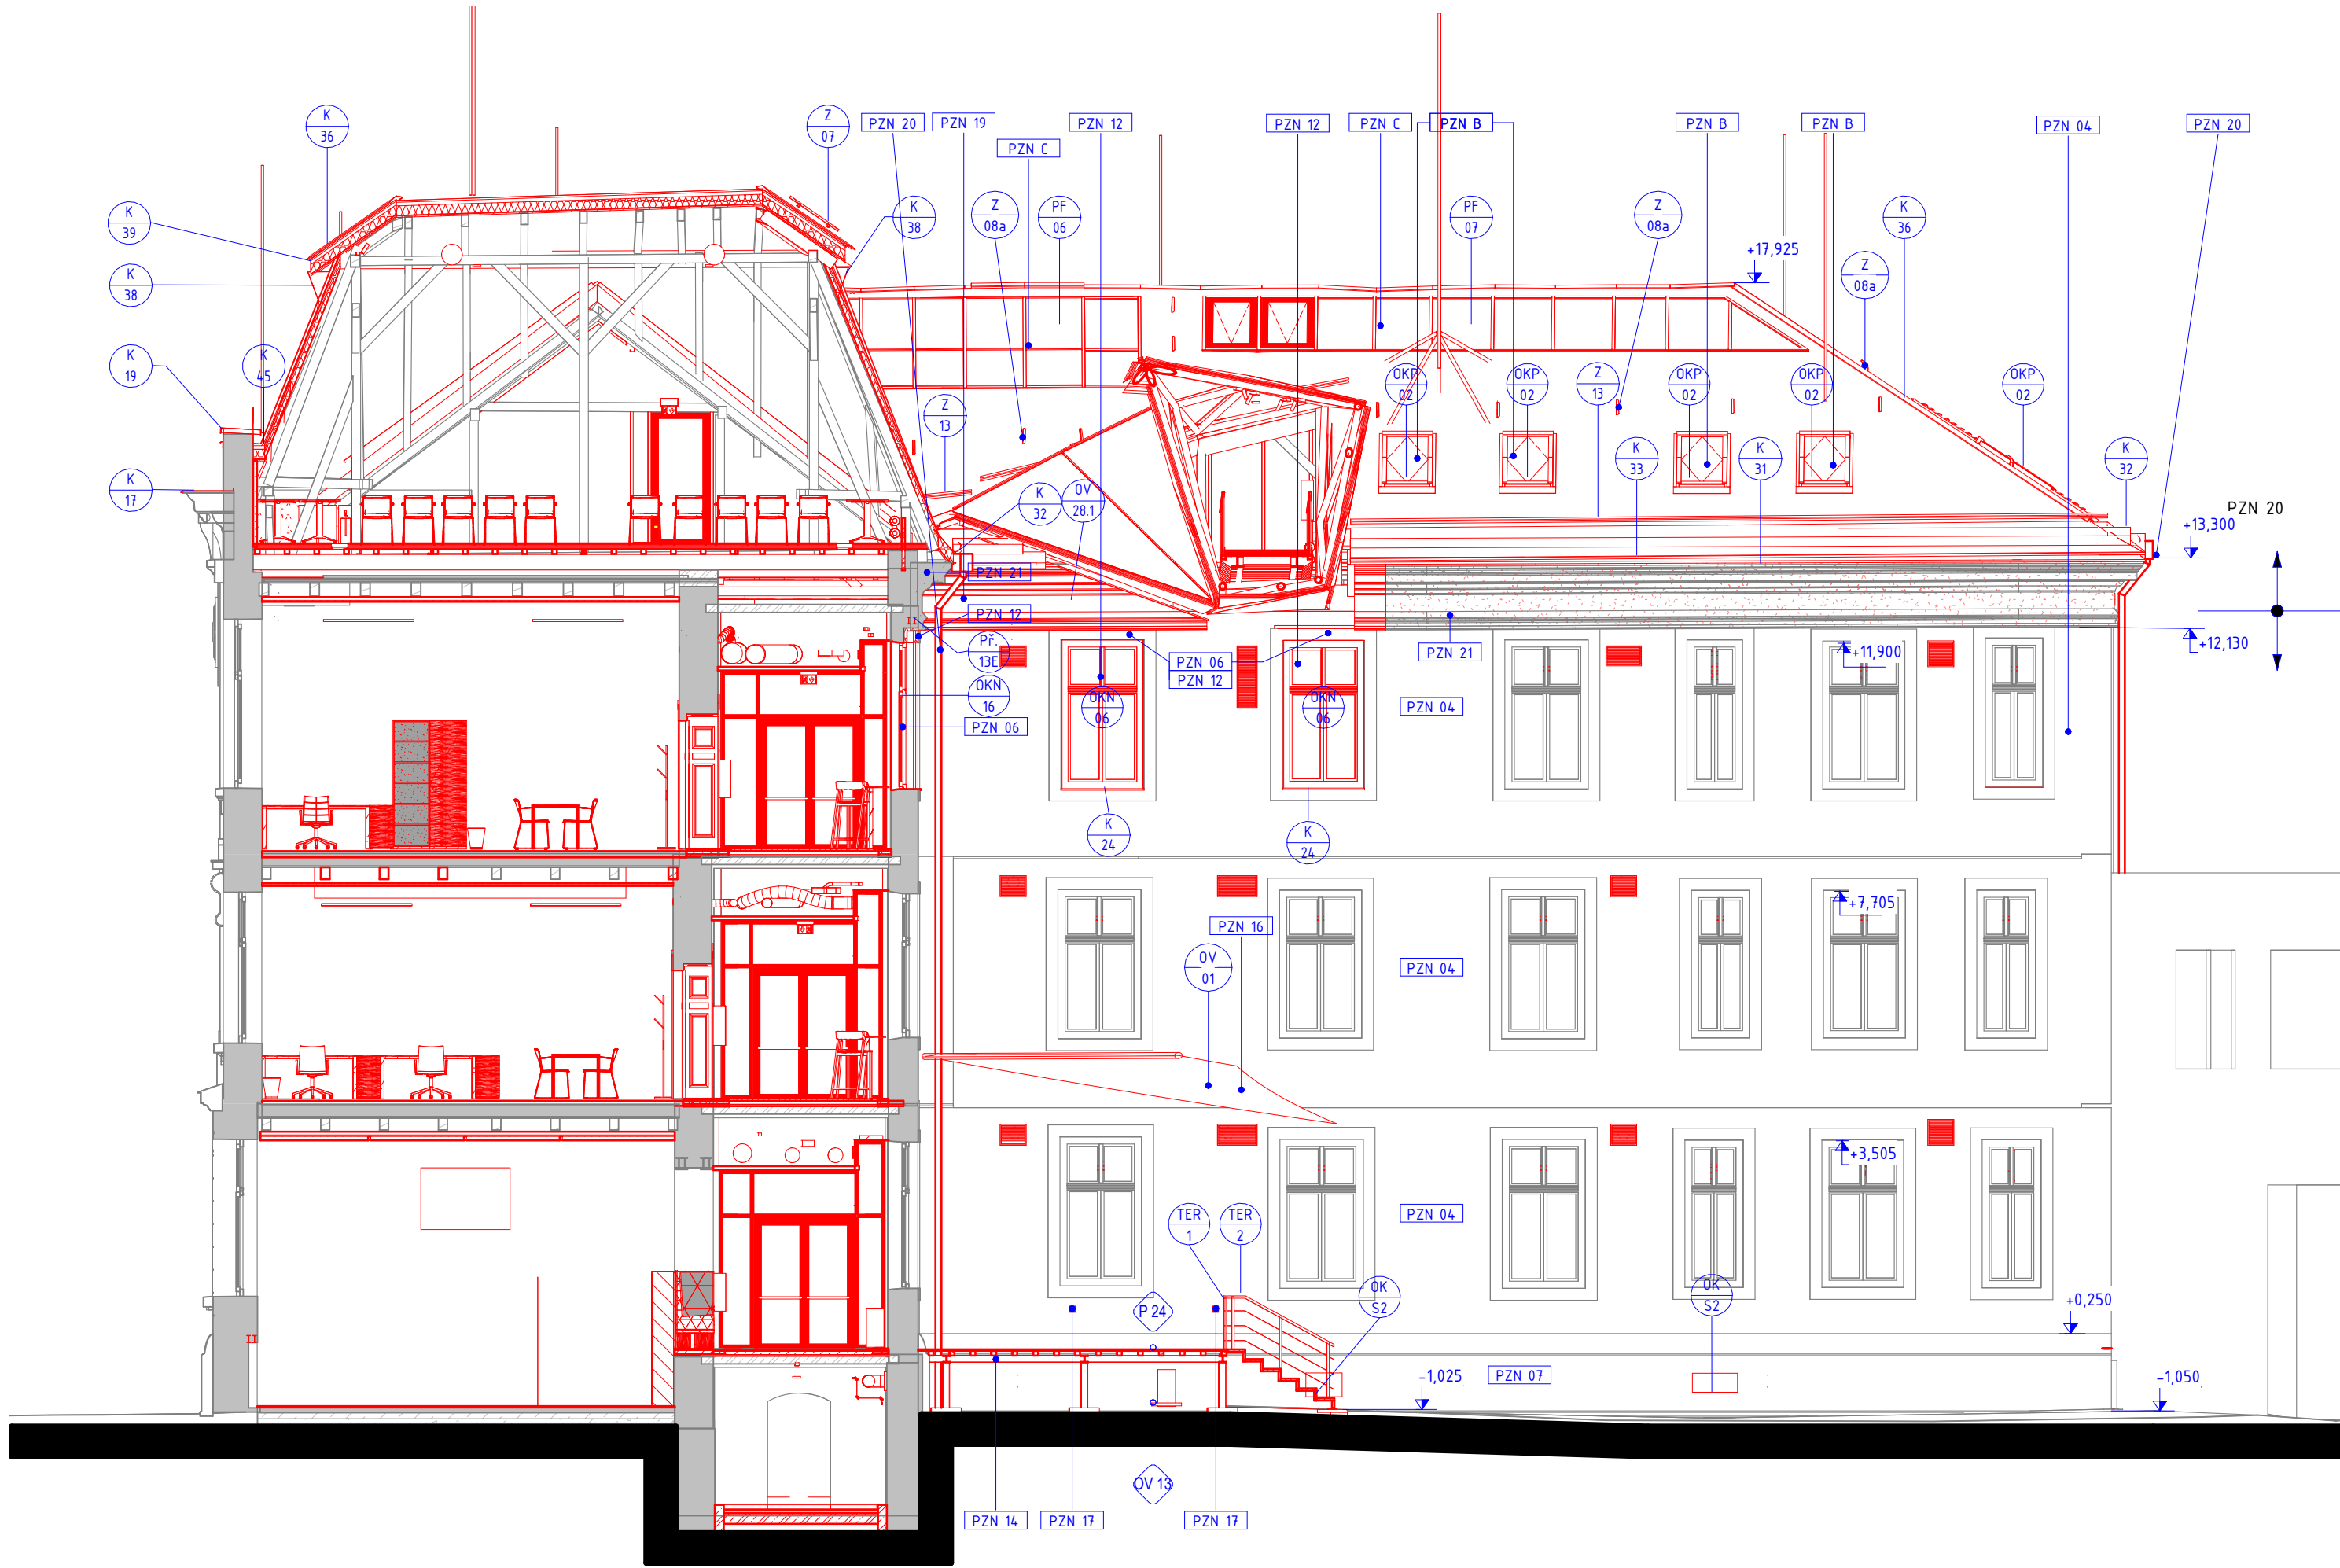 K
36
Z
07
PZN 20
PZN 19
PZN 12
PZN 12
PZN C
PZN B
PZN B
PZN B
PZN 04
PZN 20
PZN C
K
39
K
38
Z
08a
PF
06
PF
07
Z
08a
K
36
+17,925
Z
08a
K
38
K
19
K
45
OKP
02
OKP
02
Z
13
OKP
02
OKP
02
OKP
02
Z
13
K
17
K
32
OV
28.1
K
33
K
31
K
32
PZN 20
+13,300
PZN 21
PZN 12
PZN 21
+12,130
Př.
13E
PZN 06
PZN 12
+11,900
OKN
16
OKN
06
OKN
06
PZN 04
PZN 06
K
24
K
24
+7,705
PZN 16
OV
01
PZN 04
+3,505
TER
1
TER
2
PZN 04
P 24
OK
S2
OK
S2
+0,250
-1,025
PZN 07
-1,050
OV 13
PZN 14
PZN 17
PZN 17